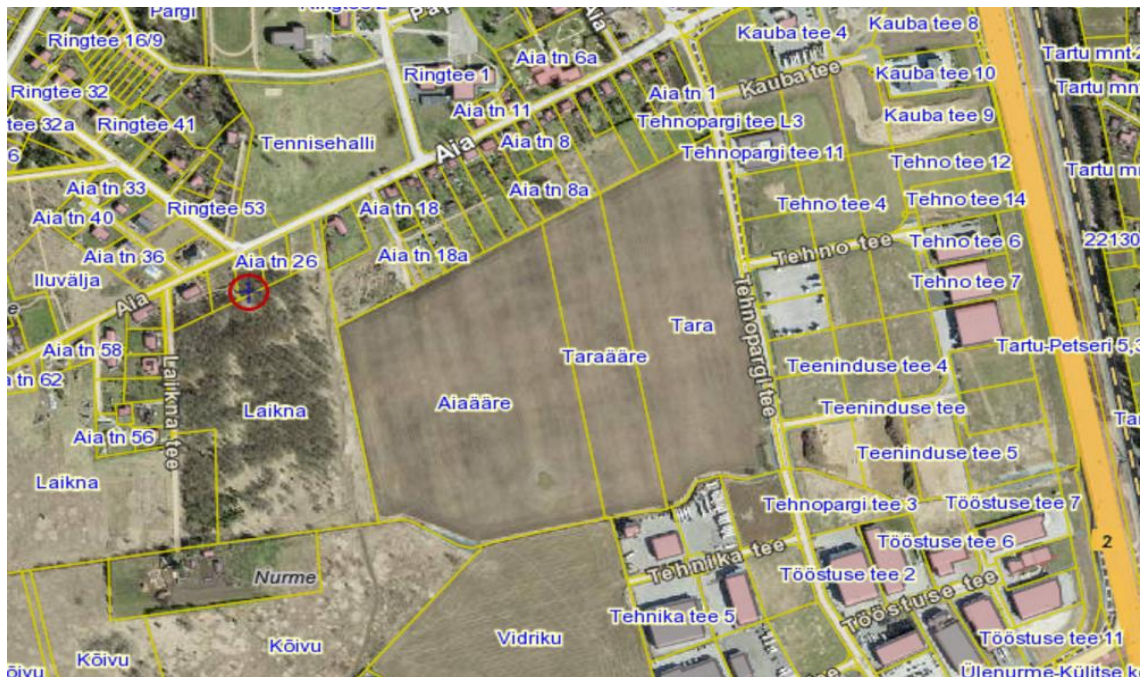 Pargi
Ringtee 2
Ringtee 16/9
Aia
Aia tn 6a
Kauba tee 4
Kauba tee 8
Tartu mnt
Ringtee 32
Ringtee 1
Kauba tee
Kauba tee 10
Tartu mnt
tee 32a
Ringtee 41
Aia tn 11
Aia tn 1
Kauba tee 9
Tennisehalli
Aia
Aia tn 8
Tehnopargi tee L3
Tehnopargi tee 11
Tehno tee 12
Aia tn 33
Aia tn 8a
Aia tn 40
Ringtee 53
Aia tn 18
Tehno tee 4
Tehno tee 14
Aia tn 36
Aia tn 26
Aia tn 18a
Tehno tee
Tehno tee 6
22130
Iluvälja
Aia
Tehno tee 7
Tehnopargi tee
Tara
Aia tn 58
Taraääre
Tartu-Petseri 5,3
tn 62
Laikna tee
Teeninduse tee 4
Laikna
Aiaääre
Teeninduse tee
Aia tn 56
Teeninduse tee 5
Laikna
Tehnopargi tee 3
Tööstuse tee 7
Tööstuse tee 6
2
Nurme
Tehnika tee
Tööstuse tee 2
Tööstuse tee
Tehnika tee 5
Vidriku
Kõivu
Kõivu
Tööstuse tee 11
õivu
tee
Ülenurme-Külitse k